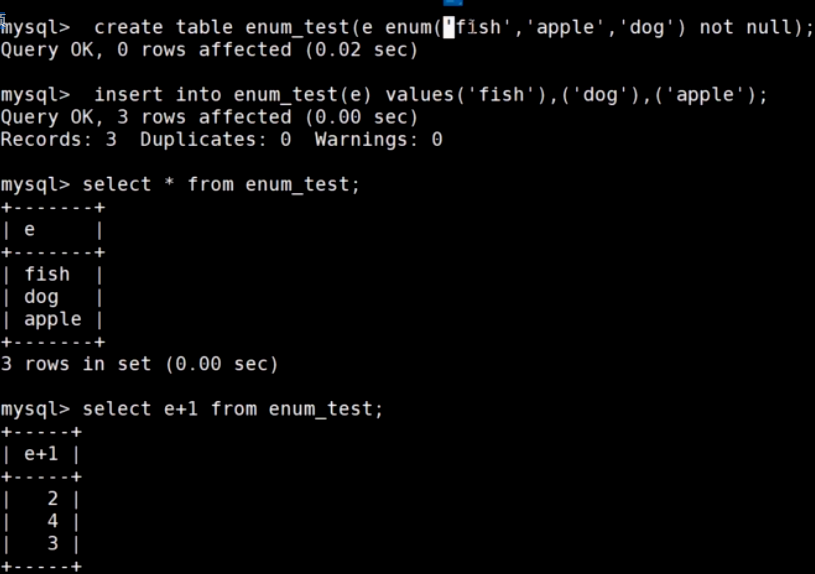 mysql>  create table enum_test(e enum('fish','apple','dog') not null);
Query OK, 0 rows affected (0.02 sec)
mysql>  insert into enum_test(e) values('fish'),('dog'),('apple');
Query OK, 3 rows affected (0.00 sec)
Records: 3  Duplicates: 0  Warnings: 0
mysql> select * from enum_test;
+-------+
| e     |
+-------+
| fish  |
| dog   |
| apple |
+-------+
3 rows in set (0.00 sec)
mysql> select e+1 from enum_test;
+-----+
| e+1 |
+-----+
|   2 |
|   4 |
|   3 |
+-----+